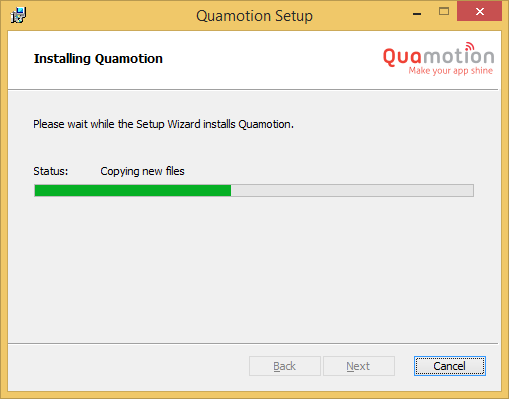 Quamotion Setup
Installing Quamotion
Quamotion
Make your app shine
Please wait while the Setup Wizard installs Quamotion.
Status: Copying new files
Back Next Cancel